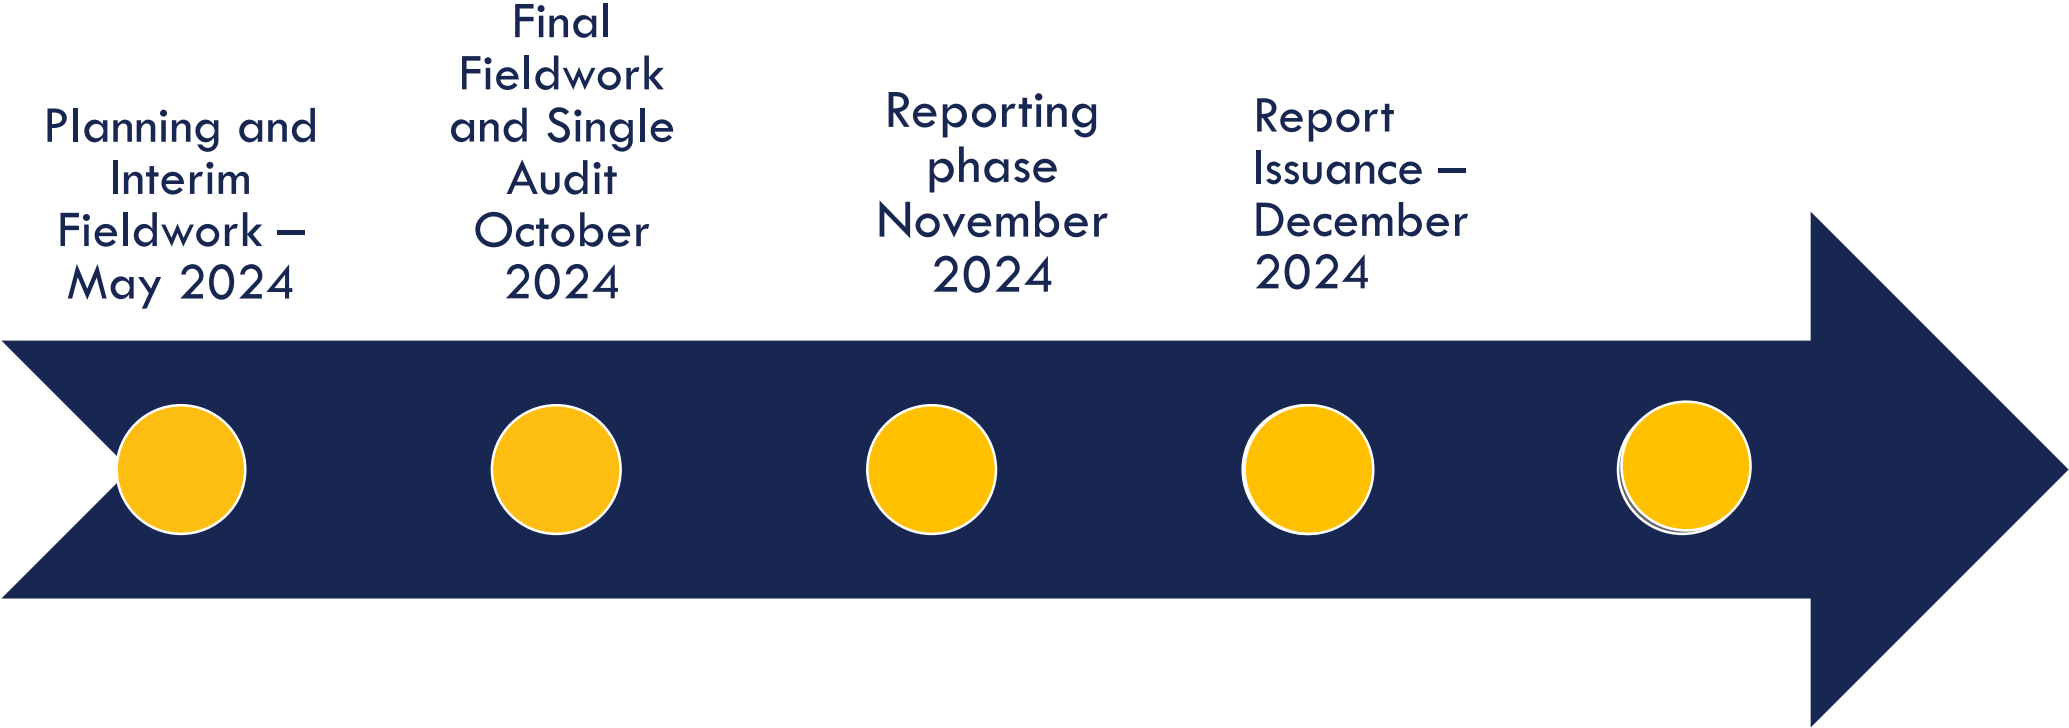 Planning and
Interim
Fieldwork –
May 2024
Final
Fieldwork
and Single
Audit
October
2024
Reporting
phase
November
2024
Report
Issuance –
December
2024